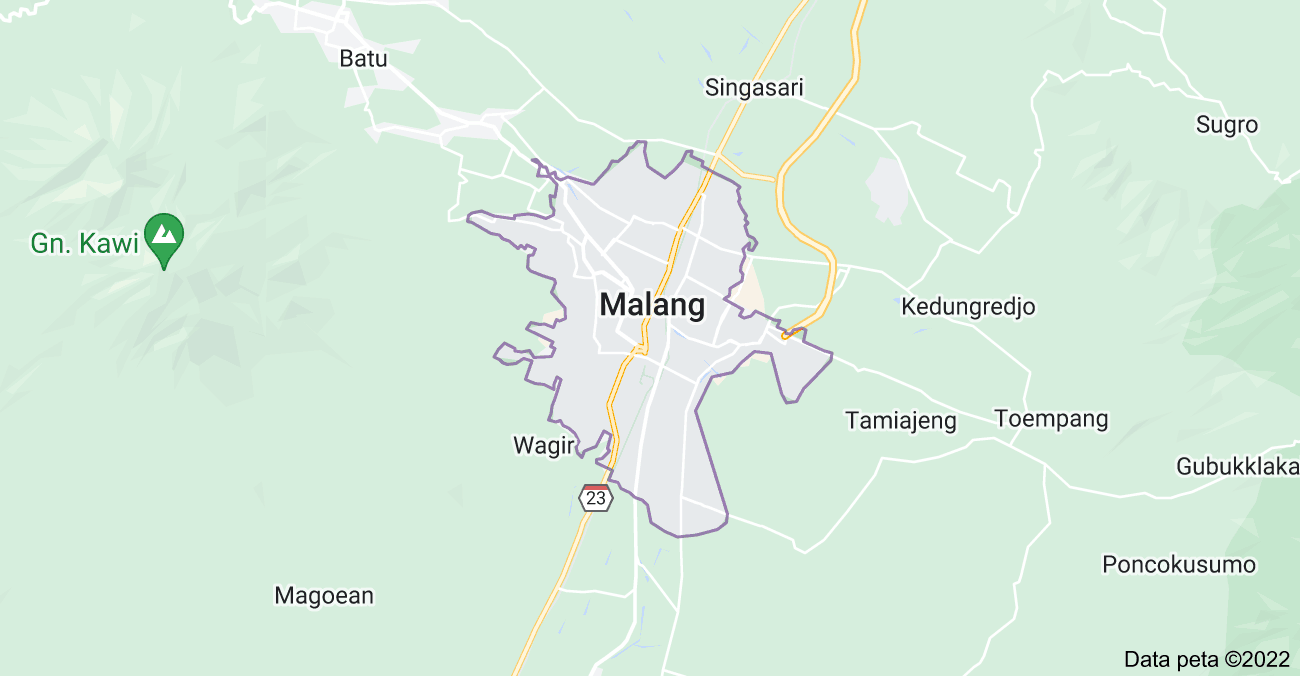 Batu
Singasari
Sugro
Gn. Kawi
Malang
Kedungredjo
Tamiajeng
Toempang
Wagir
Gubukklaka
23
Poncokusumo
Magoean
Data peta ©2022